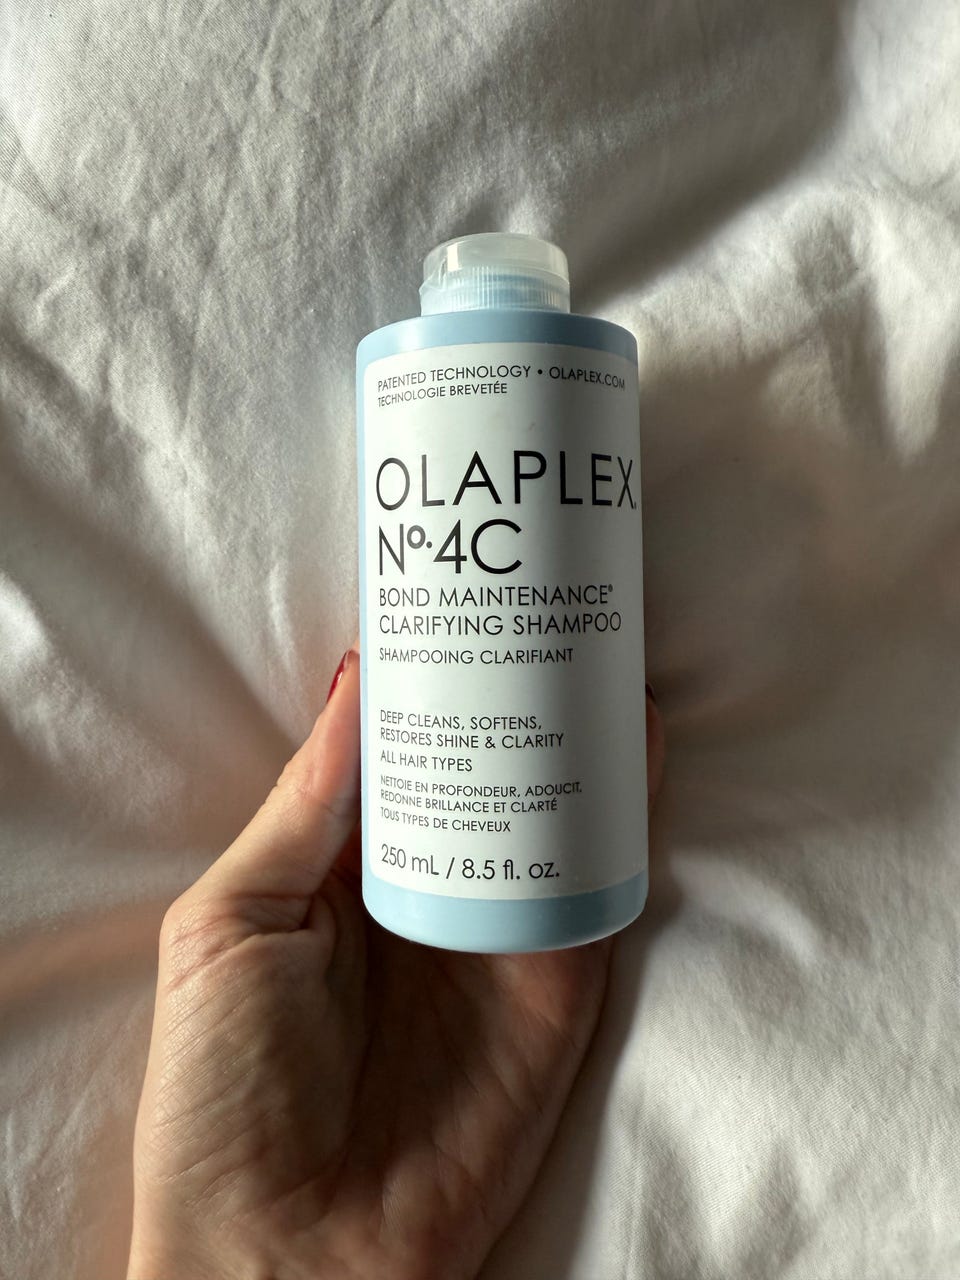 PATENTED TECHNOLOGY • OLAPLEX.COM
TECHNOLOGIE BREVETÉE
OLAPLEX.
Nº.4C
BOND MAINTENANCE®
CLARIFYING SHAMPOO
SHAMPOOING CLARIFIANT
DEEP CLEANS, SOFTENS,
RESTORES SHINE & CLARITY
ALL HAIR TYPES
NETTOIE EN PROFONDEUR, ADOUCIT,
REDONNE BRILLANCE ET CLARTÉ
TOUS TYPES DE CHEVEUX
250 mL / 8.5 fl. oz.